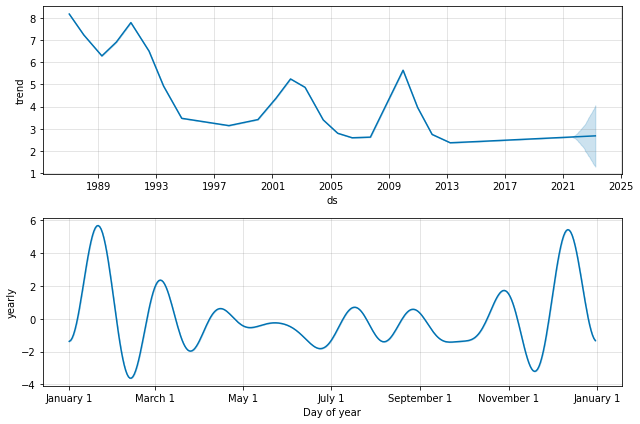 8
7
6
5
4
3
2
1
trend
1989 1993 1997 2001 2005 2009 2013 2017 2021 2025
ds
6
4
2
0
−2
−4
yearly
January 1 March 1 May 1 July 1 September 1 November 1 January 1
Day of year